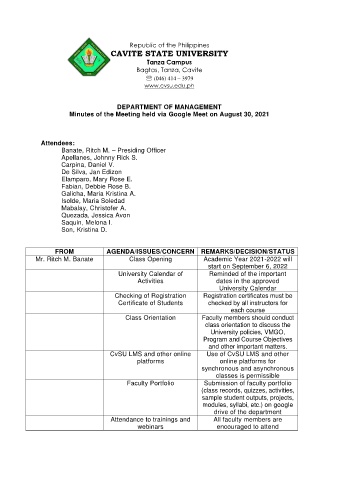 Republic of the Philippines
CAVITE STATE UNIVERSITY
Tanza Campus
Bagtas, Tanza, Cavite
☏ (046) 414 – 3979
www.cvsu.edu.ph
DEPARTMENT OF MANAGEMENT
Minutes of the Meeting held via Google Meet on August 30, 2021
Attendees:
Banate, Ritch M. – Presiding Officer
Apellanes, Johnny Rick S.
Carpina, Daniel V.
De Silva, Jan Edizon
Elamparo, Mary Rose E.
Fabian, Debbie Rose B.
Galicha, Maria Kristina A.
Isolde, Maria Soledad
Mabalay, Christofer A.
Quezada, Jessica Avon
Saquin, Melona I.
Son, Kristina D.
FROM AGENDA/ISSUES/CONCERN REMARKS/DECISION/STATUS
Mr. Ritch M. Banate Class Opening Academic Year 2021-2022 will
start on September 6, 2022
University Calendar of Reminded of the important
Activities dates in the approved
University Calendar
Checking of Registration Registration certificates must be
Certificate of Students checked by all instructors for
each course
Class Orientation Faculty members should conduct
class orientation to discuss the
University policies, VMGO,
Program and Course Objectives
and other important matters.
CvSU LMS and other online Use of CvSU LMS and other
platforms online platforms for
synchronous and asynchronous
classes is permissible
Faculty Portfolio Submission of faculty portfolio
(class records, quizzes, activities,
sample student outputs, projects,
modules, syllabi, etc.) on google
drive of the department
Attendance to trainings and All faculty members are
webinars encouraged to attend